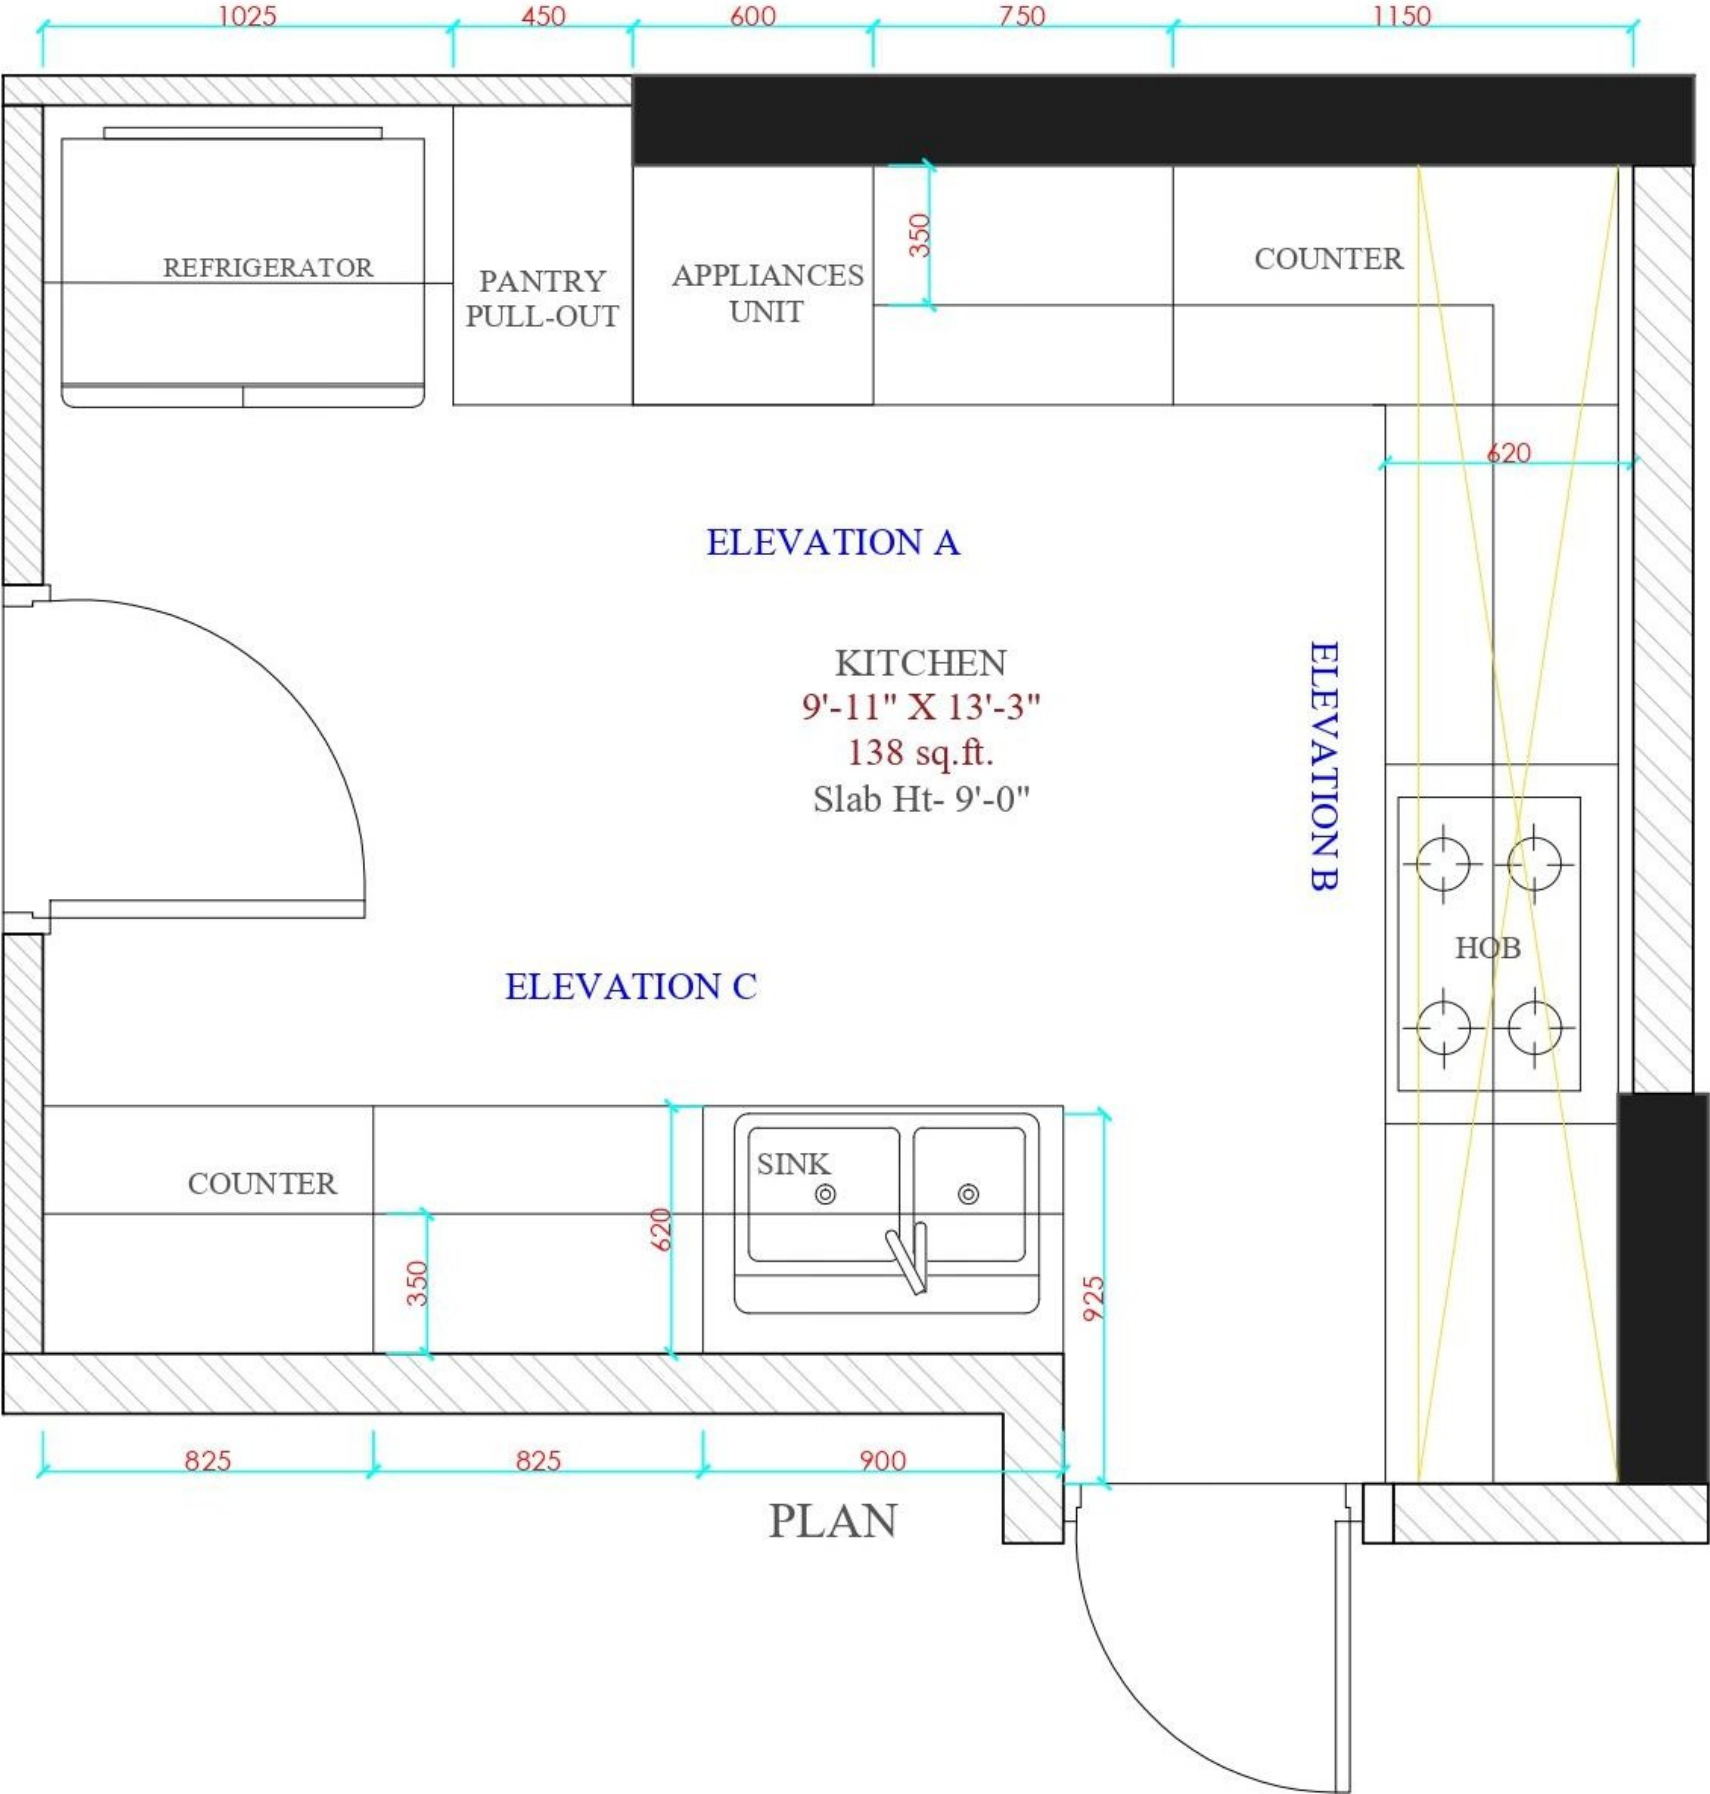 1025 450 600 750 1150
350
REFRIGERATOR
PANTRY
PULL-OUT
APPLIANCES
UNIT
COUNTER
620
ELEVATION A
KITCHEN
9'-11" X 13'-3"
138 sq.ft.
Slab Ht- 9'-0"
ELEVATION B
HOB
ELEVATION C
COUNTER
SINK
620
350
925
825 825 900
PLAN